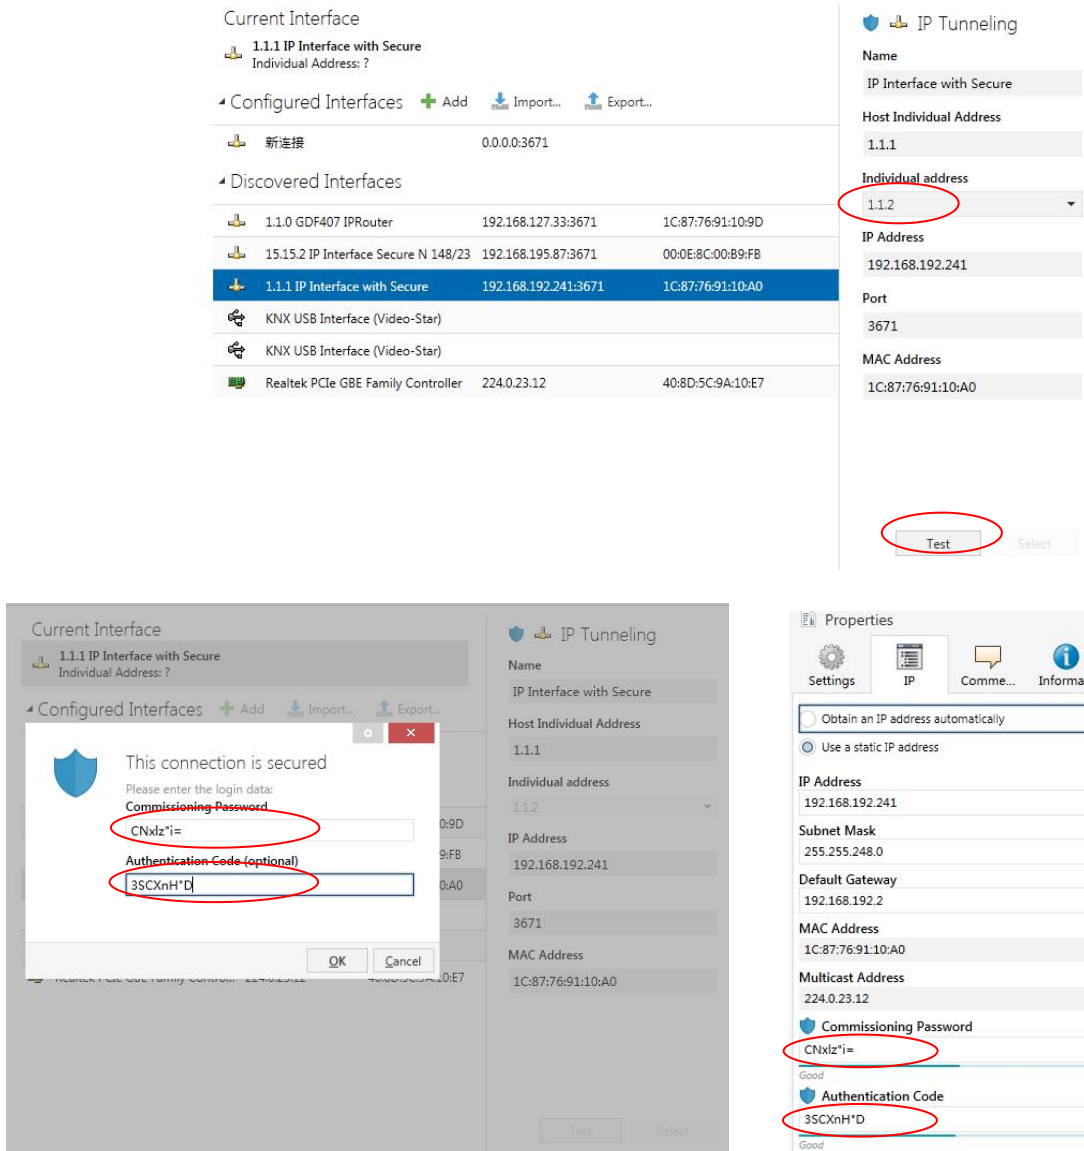 Current Interface
1.1.1 IP Interface with Secure
Individual Address: ?
Configured Interfaces Add Import... Export...
新连接 0.0.0.0:3671
Discovered Interfaces
1.1.0 GDF407 IPRouter 192.168.127.33:3671 1C:87:76:91:10:9D
15.15.2 IP Interface Secure N 148/23 192.168.195.87:3671 00:0E:8C:00:B9:FB
1.1.1 IP Interface with Secure 192.168.192.241:3671 1C:87:76:91:10:A0
KNX USB Interface (Video-Star)
KNX USB Interface (Video-Star)
Realtek PCIe GBE Family Controller 224.0.23.12 40:8D:5C:9A:10:E7
IP Tunneling
Name
IP Interface with Secure
Host Individual Address
1.1.1
Individual address
1.1.2
IP Address
192.168.192.241
Port
3671
MAC Address
1C:87:76:91:10:A0
Test Select
Current Interface
1.1.1 IP Interface with Secure
Individual Address: ?
Configured Interfaces Add Import... Export...
This connection is secured
Please enter the login data:
Commissioning Password
CNxlz"i=
Authentication Code (optional)
3SCXnH*D
OK Cancel
0:9D
9:FB
0:A0
IP Tunneling
Name
IP Interface with Secure
Host Individual Address
1.1.1
Individual address
1.1.2
IP Address
192.168.192.241
Port
3671
MAC Address
1C:87:76:91:10:A0
Test Select
Properties
Settings IP Comme... Informa
Obtain an IP address automatically
Use a static IP address
IP Address
192.168.192.241
Subnet Mask
255.255.248.0
Default Gateway
192.168.192.2
MAC Address
1C:87:76:91:10:A0
Multicast Address
224.0.23.12
Commissioning Password
CNxlz"i=
Good
Authentication Code
3SCXnH*D
Good